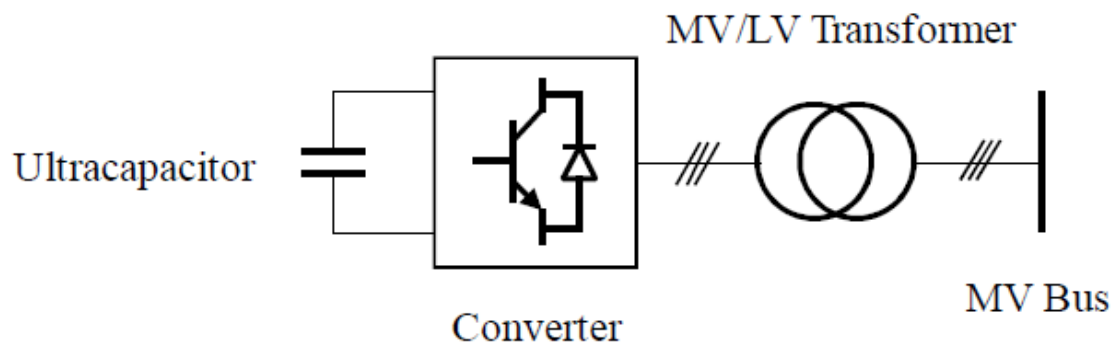 MV/LV Transformer
Ultracapacitor
Converter
MV Bus